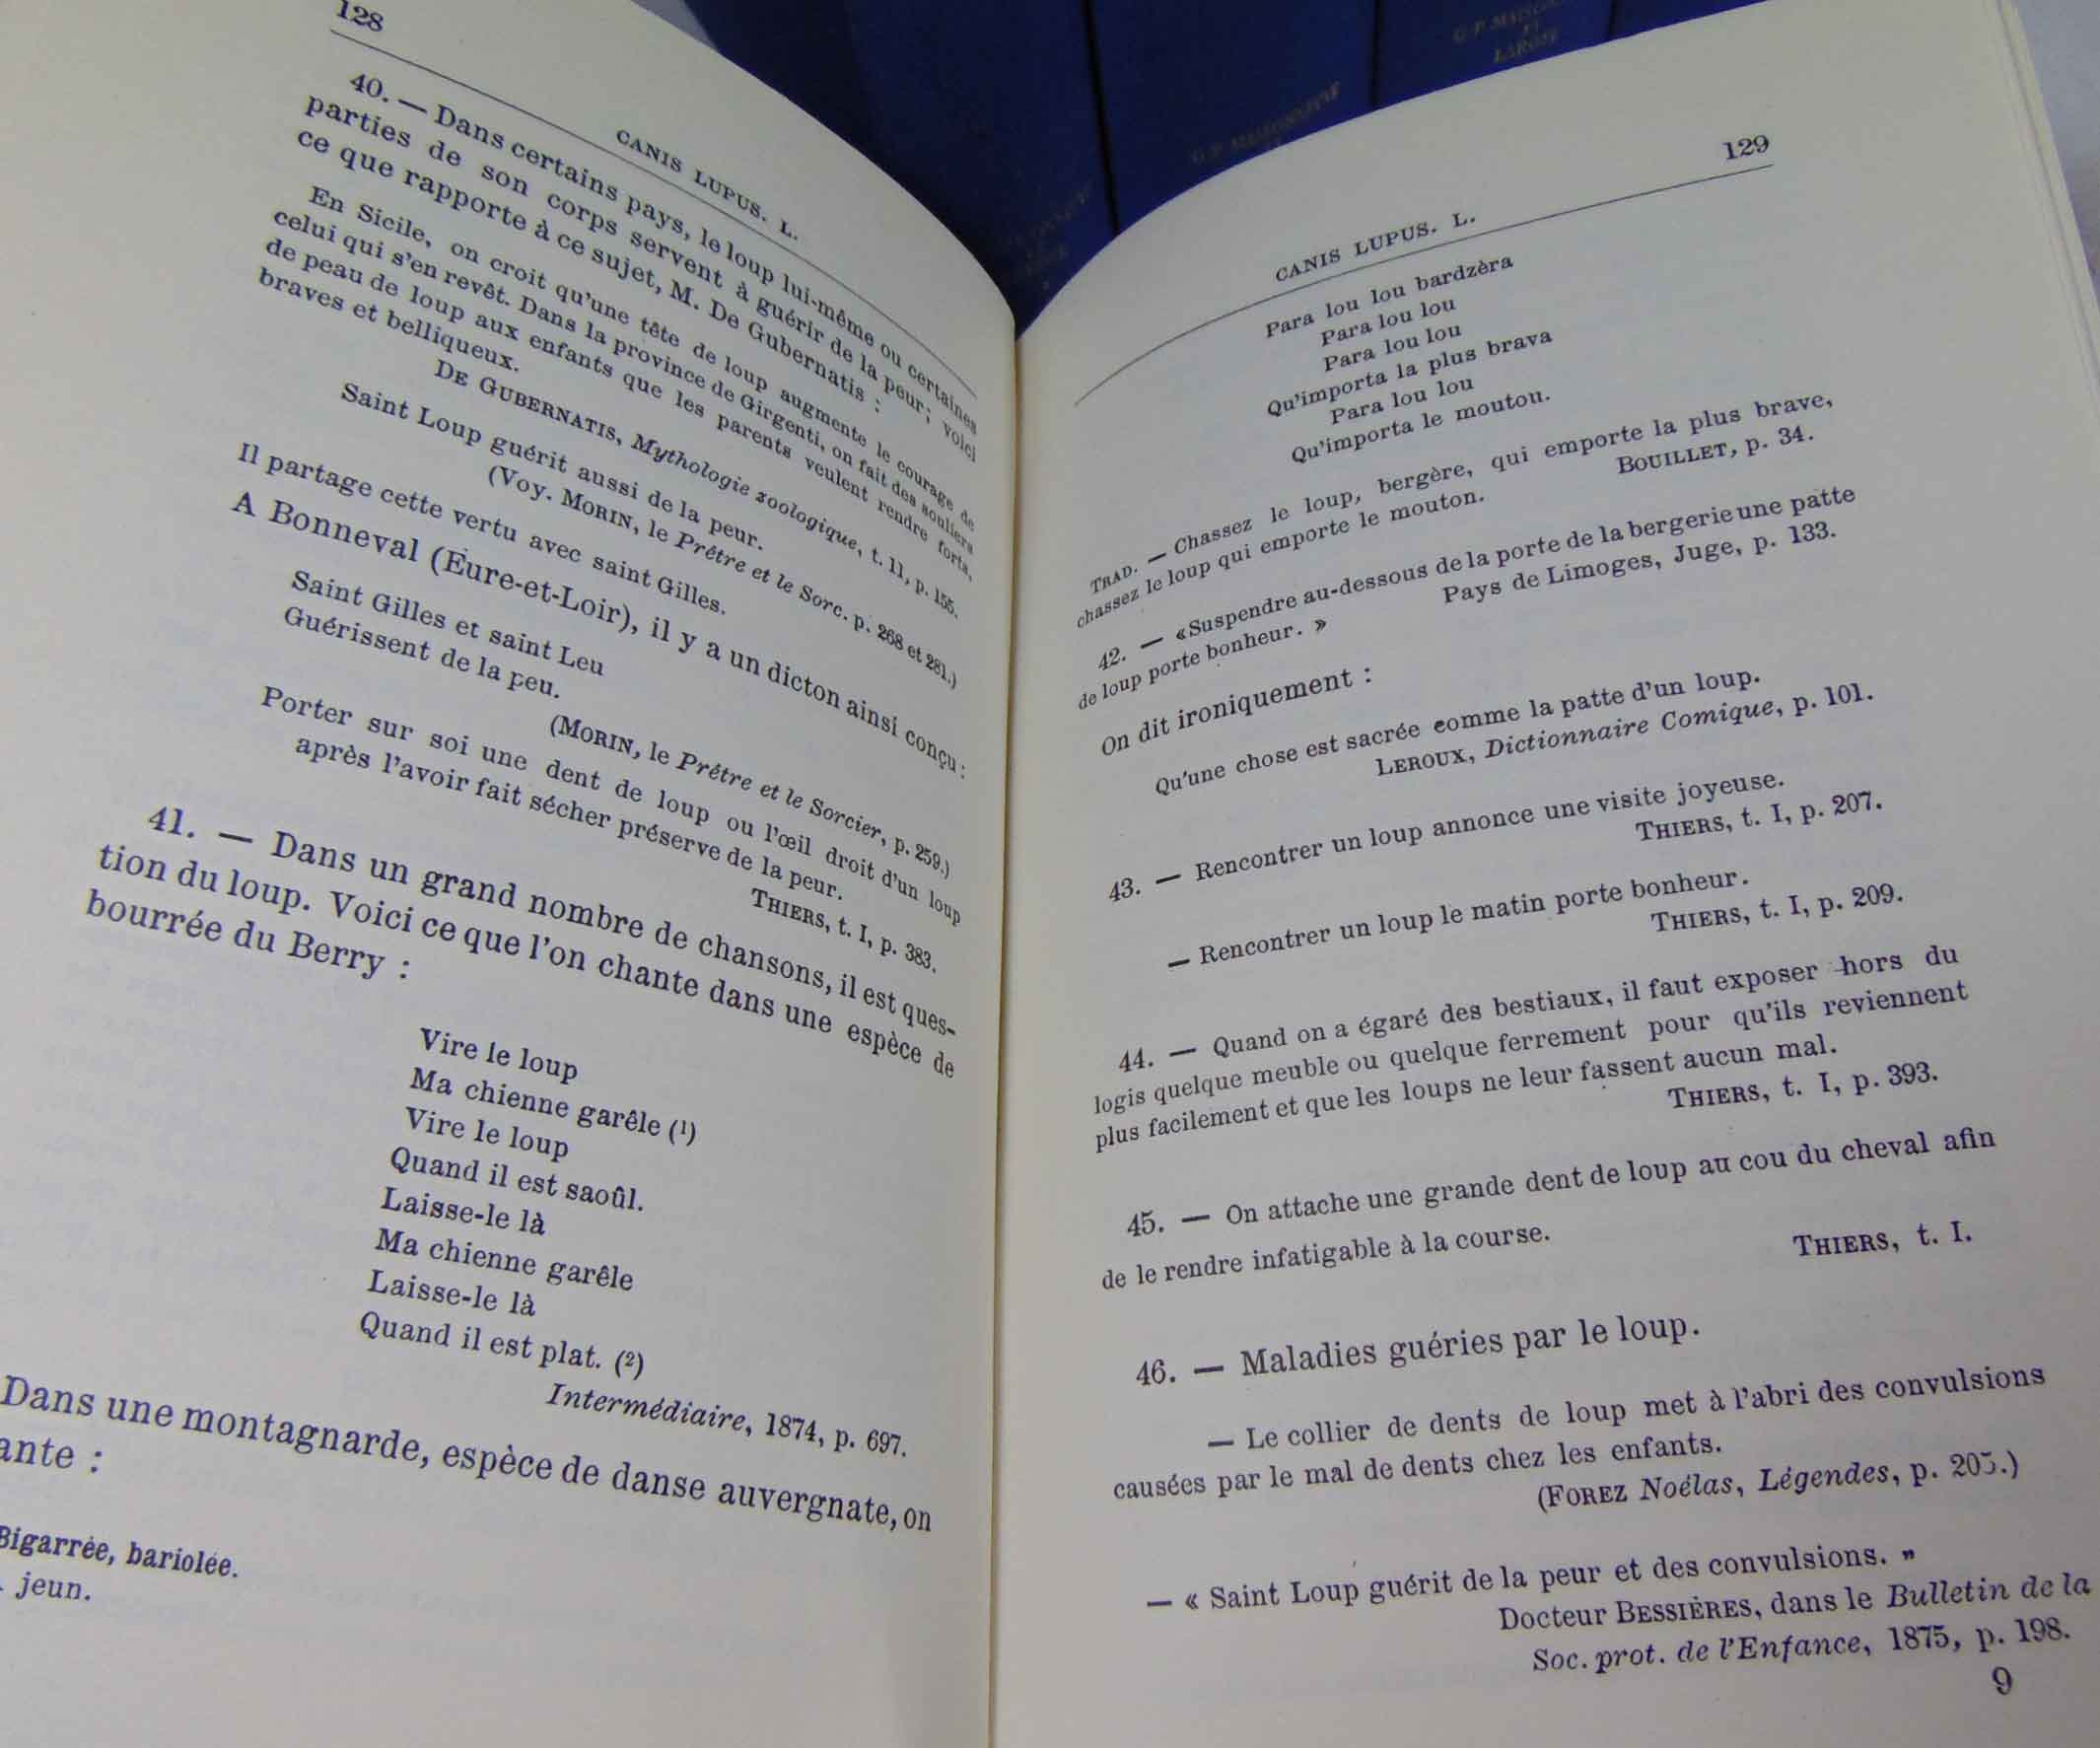 128
CANIS LUPUS. L.
40. — Dans certains pays, le loup lui-même ou certaines
parties de son corps servent à guérir de la peur; voici
ce que rapporte à ce sujet, M. De Gubernatis :
En Sicile, on croit qu'une tête de loup augmente le courage de
celui qui s'en revêt. Dans la province de Girgenti, on fait des souliers
de peau de loup aux enfants que les parents veulent rendre forts,
braves et belliqueux.
DE GUBERNATIS, Mythologie zoologique, t. 11, p. 155.
Saint Loup guérit aussi de la peur.
(Voy. MORIN, le Prêtre et le Sorc. p. 268 et 281.)
Il partage cette vertu avec saint Gilles.
A Bonneval (Eure-et-Loir), il y a un dicton ainsi conçu :
Saint Gilles et saint Leu
Guérissent de la peu.
(MORIN, le Prêtre et le Sorcier, p. 259.)
Porter sur soi une dent de loup ou l'œil droit d'un loup
après l'avoir fait sécher préserve de la peur.
THIERS, t. I, p. 383.
41. — Dans un grand nombre de chansons, il est ques-
tion du loup. Voici ce que l'on chante dans une espèce de
bourrée du Berry :
Vire le loup
Ma chienne garêle (1)
Vire le loup
Quand il est saoûl.
Laisse-le là
Ma chienne garêle
Laisse-le là
Quand il est plat. (2)
Intermédiaire, 1874, p. 697.
Dans une montagnarde, espèce de danse auvergnate, on
ante :
Bigarrée, bariolée.
jeun.
129
CANIS LUPUS. L.
Para lou lou bardzèra
Para lou lou
Para lou lou
Qu'importa la plus brava
Para lou lou
Qu'importa le moutou.
TRAD. — Chassez le loup, bergère, qui emporte la plus brave,
chassez le loup qui emporte le mouton.
BOUILLET, p. 34.
42. — «Suspendre au-dessous de la porte de la bergerie une patte
de loup porte bonheur. »
Pays de Limoges, Juge, p. 133.
On dit ironiquement :
Qu'une chose est sacrée comme la patte d'un loup.
LEROUX, Dictionnaire Comique, p. 101.
43. — Rencontrer un loup annonce une visite joyeuse.
THIERS, t. I, p. 207.
— Rencontrer un loup le matin porte bonheur.
THIERS, t. I, p. 209.
44. — Quand on a égaré des bestiaux, il faut exposer hors du
logis quelque meuble ou quelque ferrement pour qu'ils reviennent
plus facilement et que les loups ne leur fassent aucun mal.
THIERS, t. I, p. 393.
45. — On attache une grande dent de loup au cou du cheval afin
de le rendre infatigable à la course.
THIERS, t. I.
46. — Maladies guéries par le loup.
— Le collier de dents de loup met à l'abri des convulsions
causées par le mal de dents chez les enfants.
(FOREZ Noélas, Légendes, p. 205.)
— « Saint Loup guérit de la peur et des convulsions. »
Docteur BESSIÈRES, dans le Bulletin de la
Soc. prot. de l'Enfance, 1875, p. 198.
9